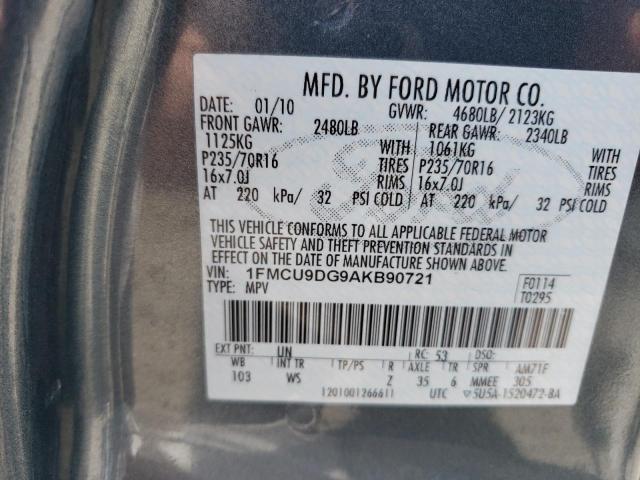 MFD. BY FORD MOTOR CO.
DATE: 01/10 GVWR: 4680LB/ 2123KG
FRONT GAWR: 2480LB REAR GAWR: 2340LB
1125KG WITH 1061KG WITH
P235/70R16 TIRES P235/70R16 TIRES
16x7.0J RIMS 16x7.0J RIMS
AT 220 kPa/ 32 PSI COLD AT 220 kPa/ 32 PSI COLD
THIS VEHICLE CONFORMS TO ALL APPLICABLE FEDERAL MOTOR
VEHICLE SAFETY AND THEFT PREVENTION STANDARDS IN
EFFECT ON THE DATE OF MANUFACTURE SHOWN ABOVE.
VIN: 1FMCU9DG9AKB90721 F0114
TYPE: MPV T0295
EXT PNT: UN RC: 53 DSO:
WB INT TR TP/PS R AXLE TR SPR AM71F
103 WS Z 35 6 MMEE 305
1201001266611 UTC ▽5U5A-1520472-BA
Ford